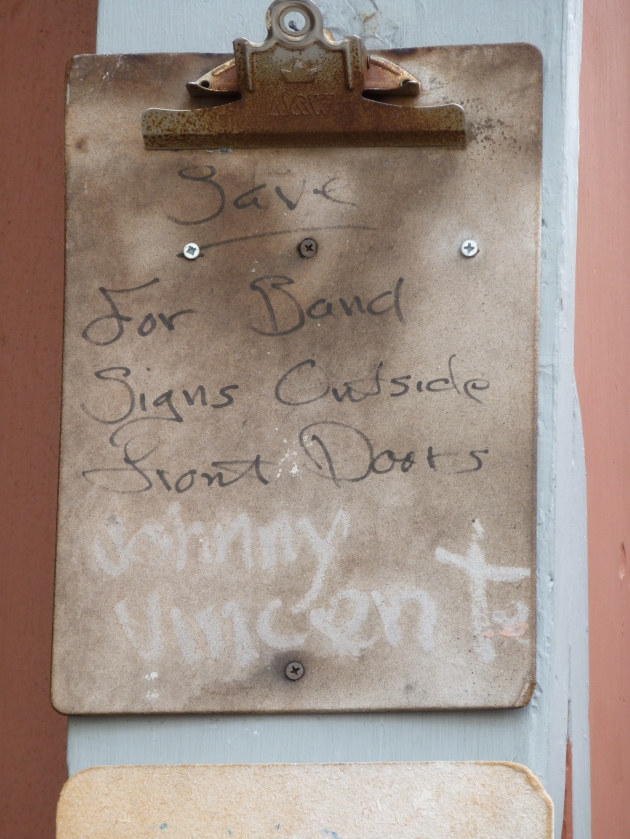 Save
For Band
Signs Outside
Front Doors
Johnny
Vincent